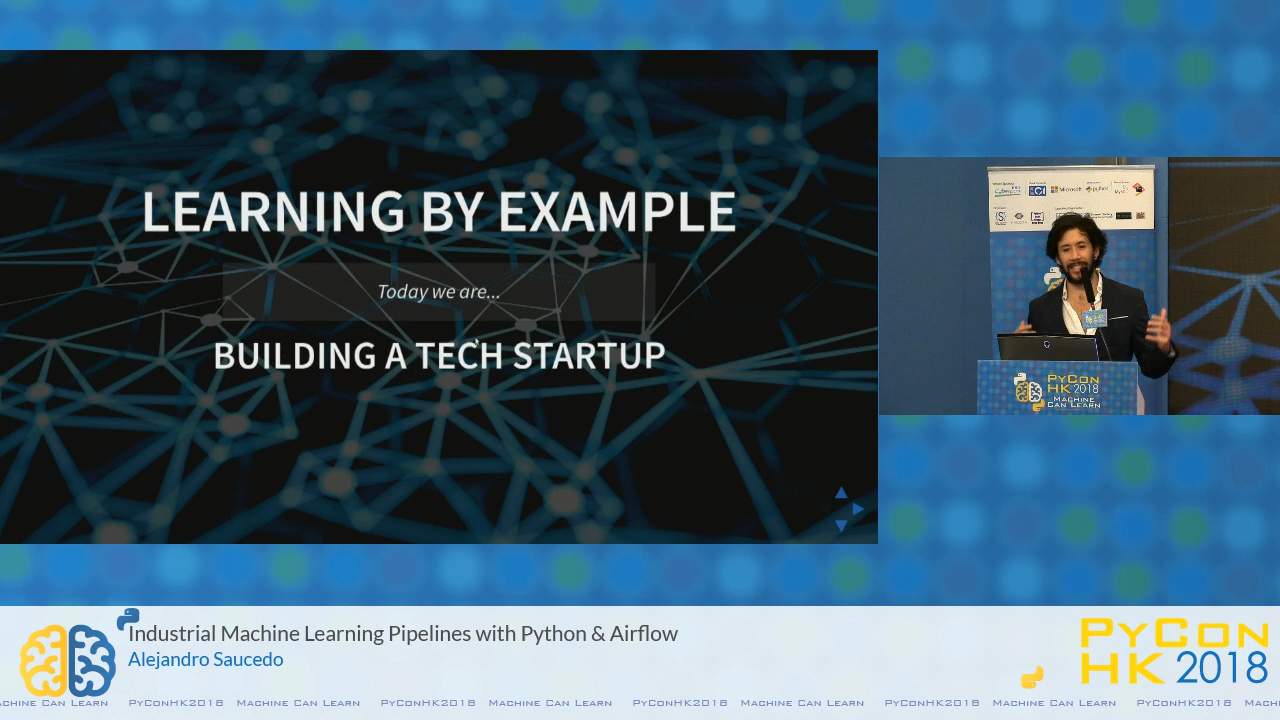 LEARNING BY EXAMPLE
Today we are...
BUILDING A TECH STARTUP
Microsoft
python
PYCON
HK 2018
MACHINE
CAN LEARN
Industrial Machine Learning Pipelines with Python & Airflow
Alejandro Saucedo
PYCON
HK 2018
MACHINE CAN LEARN PYCONHK2018 MACHINE CAN LEARN PYCONHK2018 MACHINE CAN LEARN PYCONHK2018 MACHINE CAN LEARN PYCONHK2018 MACHINE CAN LEARN PYCONHK2018